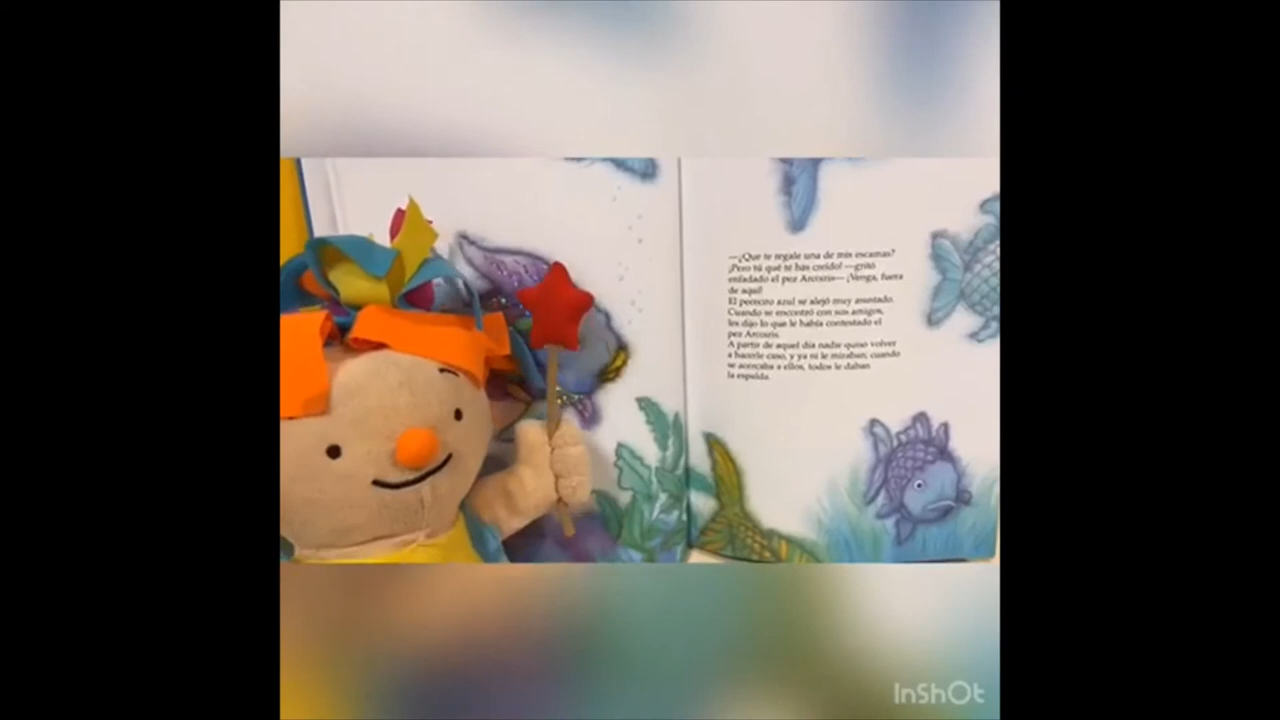 —¿Que te regale una de mis escamas?
¡Pero tú qué te has creído! —gritó
enfadado el pez Arcoiris— ¡Venga, fuera
de aquí!
El pececito azul se alejó muy asustado.
Cuando se encontró con sus amigos,
les dijo lo que le había contestado el
pez Arcoiris.
A partir de aquel día nadie quiso volver
a hacerle caso, y ya ni le miraban; cuando
se acercaba a ellos, todos le daban
la espalda.
InShOt